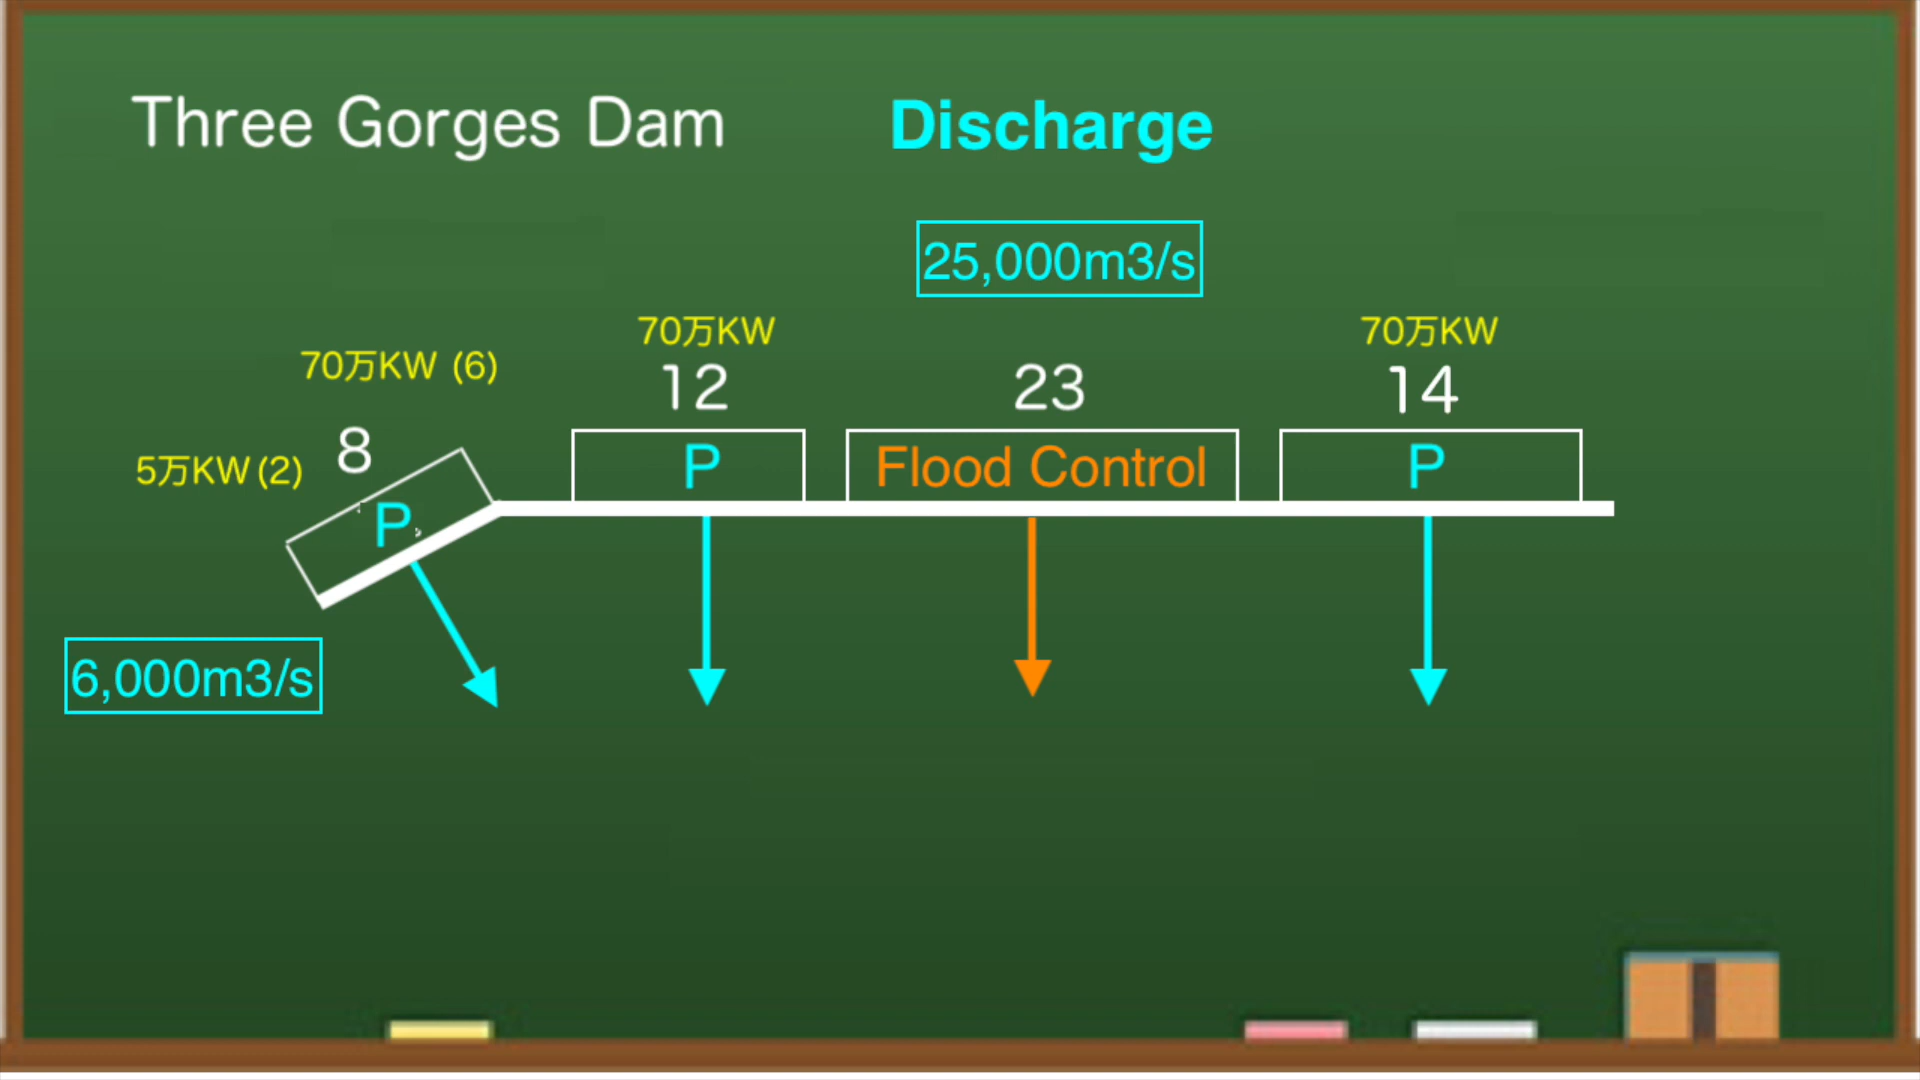 Three Gorges Dam
Discharge
25,000m3/s
70万KW
70万KW
70万KW (6)
12
23
14
8
5万KW (2)
P
Flood Control
P
P
6,000m3/s